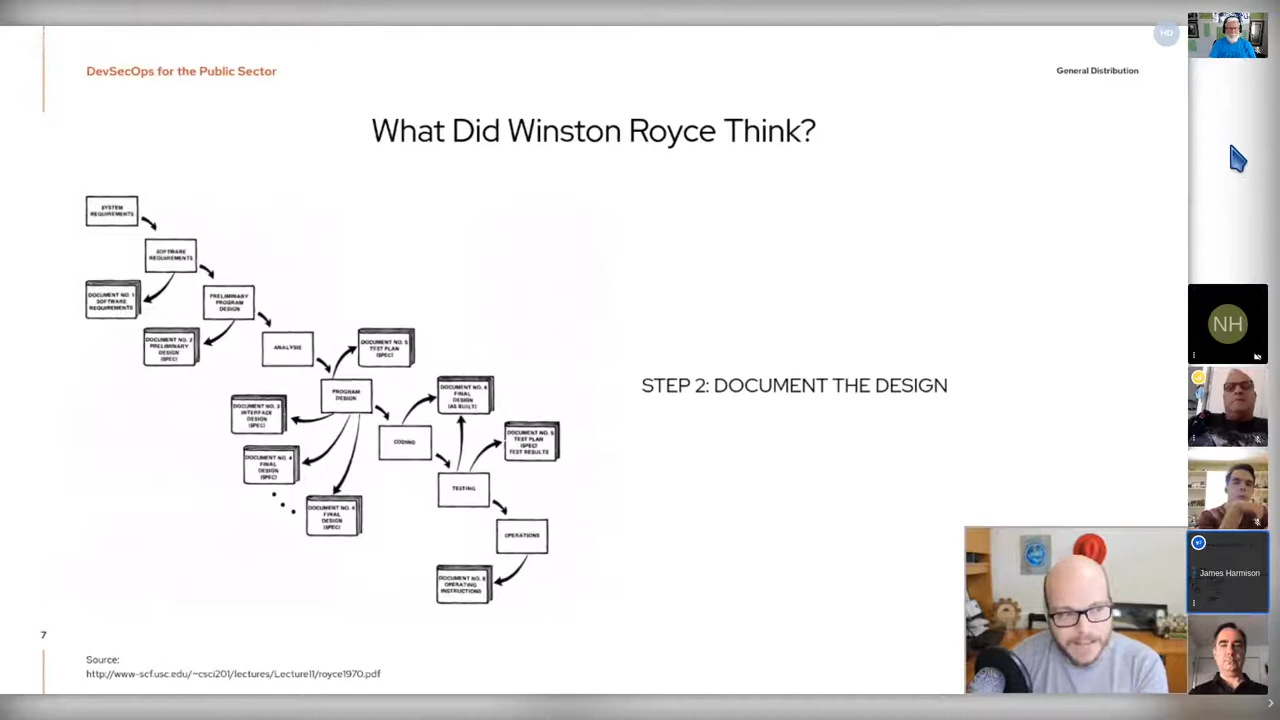 HD
DevSecOps for the Public Sector
General Distribution
What Did Winston Royce Think?
SYSTEM
REQUIREMENTS
SOFTWARE
REQUIREMENTS
DOCUMENT NO. 1
SOFTWARE
REQUIREMENTS
PRELIMINARY
PROGRAM
DESIGN
DOCUMENT NO. 2
PRELIMINARY
DESIGN
(SPEC)
ANALYSIS
DOCUMENT NO. 5
TEST PLAN
(SPEC)
PROGRAM
DESIGN
DOCUMENT NO. 3
INTERFACE
DESIGN
(SPEC)
DOCUMENT NO. 4
FINAL
DESIGN
(AS BUILT)
CODING
DOCUMENT NO. 5
TEST PLAN
(SPEC)
TEST RESULTS
DOCUMENT NO. 4
FINAL
DESIGN
(SPEC)
TESTING
DOCUMENT NO. 4
FINAL
DESIGN
(SPEC)
OPERATIONS
DOCUMENT NO. 6
OPERATING
INSTRUCTIONS
STEP 2: DOCUMENT THE DESIGN
NH
James Harmison
7
Source:
http://www-scf.usc.edu/~csci201/lectures/Lecture11/royce1970.pdf